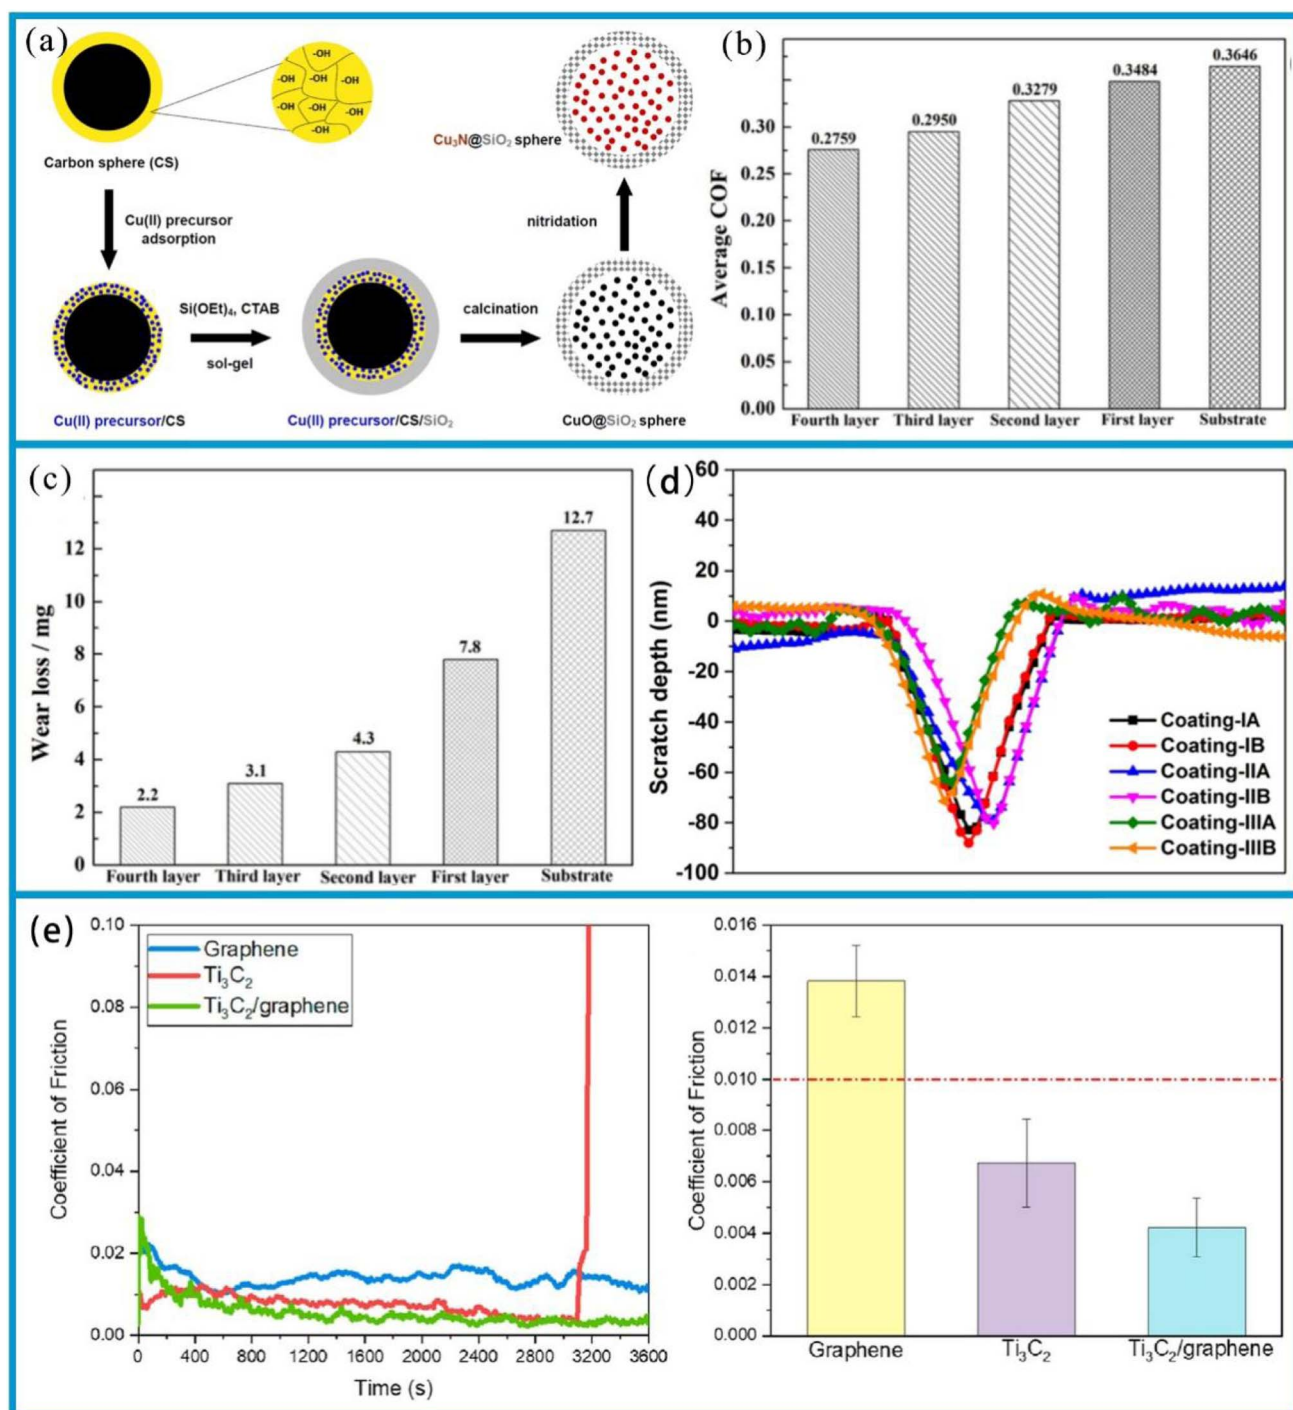 (a)
-OH
-OH -OH -OH
-OH -OH -OH
-OH
Carbon sphere (CS)
Cu(II) precursor
adsorption
Cu(II) precursor/CS
Si(OEt)₄, CTAB
sol-gel
Cu(II) precursor/CS/SiO₂
calcination
CuO@SiO₂ sphere
nitridation
Cu₃N@SiO₂ sphere
(b)
Average COF
0.30
0.25
0.20
0.15
0.10
0.05
0.00
0.2759
0.2950
0.3279
0.3484
0.3646
Fourth layer Third layer Second layer First layer Substrate
(c)
Wear loss / mg
12
10
8
6
4
2
0
2.2
3.1
4.3
7.8
12.7
Fourth layer Third layer Second layer First layer Substrate
(d)
Scratch depth (nm)
60
40
20
0
-20
-40
-60
-80
-100
Coating-IA
Coating-IB
Coating-IIA
Coating-IIB
Coating-IIIA
Coating-IIIB
(e)
Coefficient of Friction
0.10
0.08
0.06
0.04
0.02
0.00
Graphene
Ti₃C₂
Ti₃C₂/graphene
0 400 800 1200 1600 2000 2400 2800 3200 3600
Time (s)
Coefficient of Friction
0.016
0.014
0.012
0.010
0.008
0.006
0.004
0.002
0.000
Graphene Ti₃C₂ Ti₃C₂/graphene